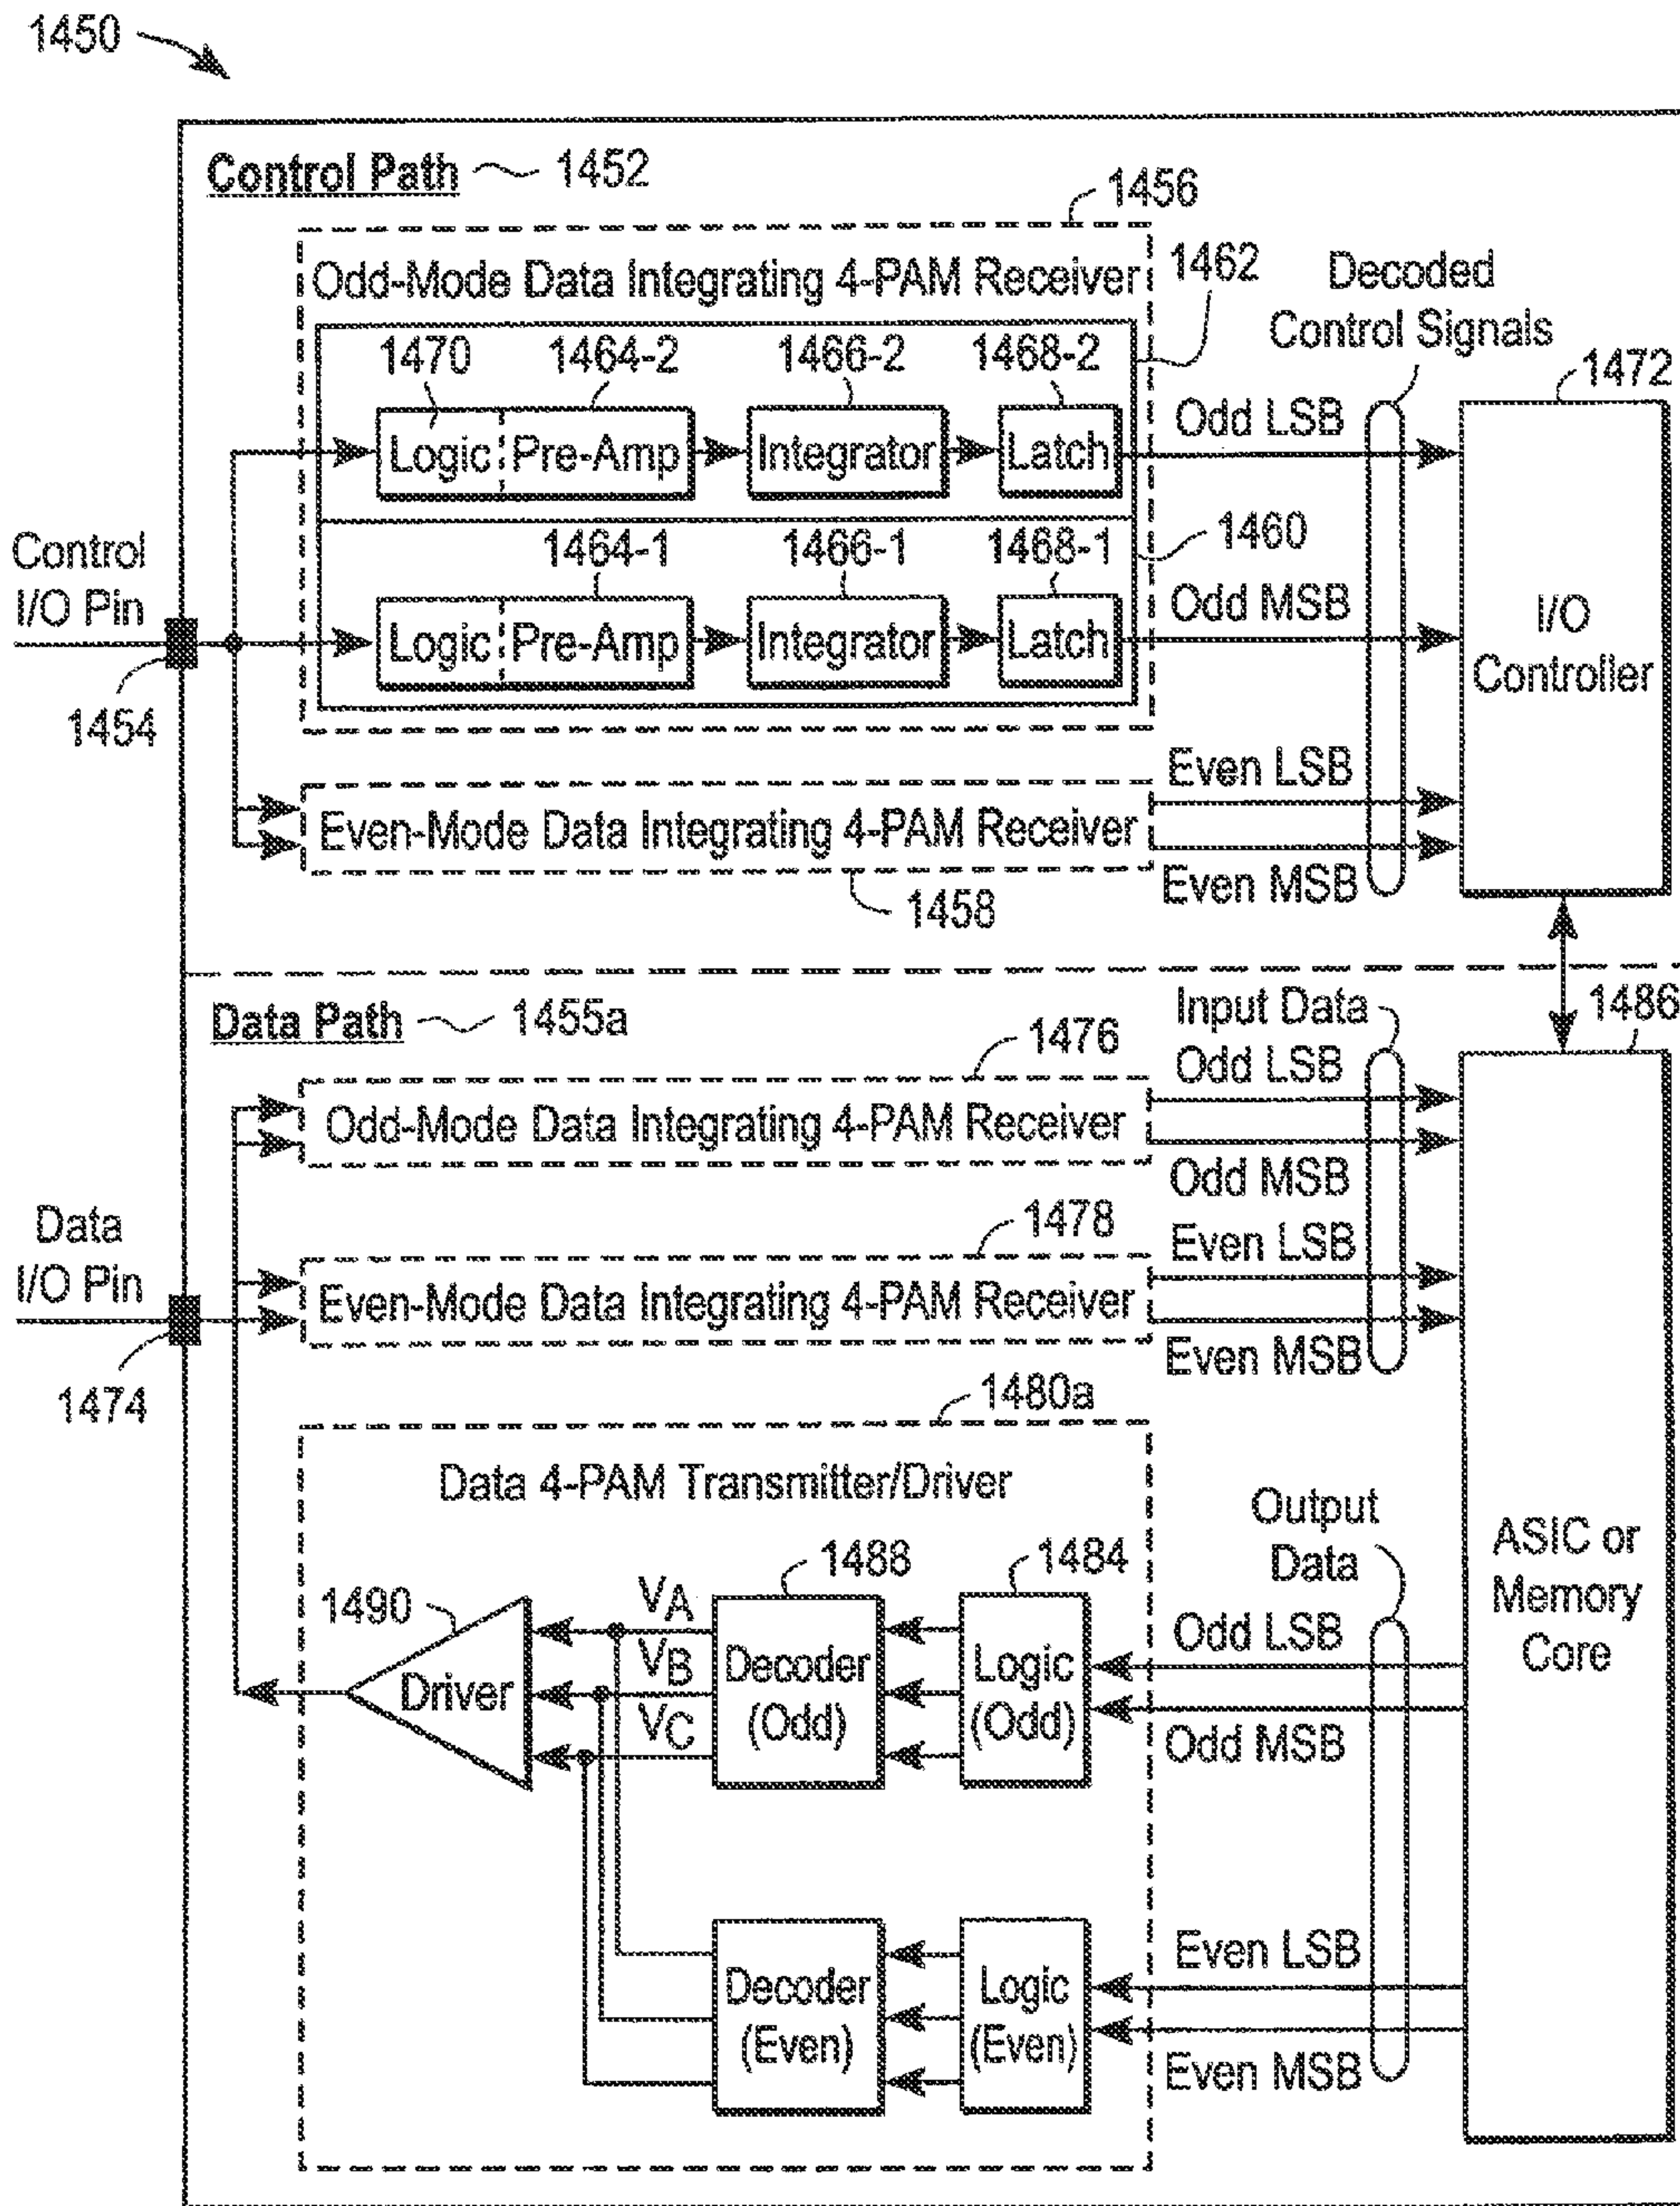 1450
Control Path 1452
1456
Odd-Mode Data Integrating 4-PAM Receiver
1462
Decoded
Control Signals
1470 1464-2 1466-2 1468-2
1472
Logic Pre-Amp Integrator Latch
Odd LSB
1464-1 1466-1 1468-1
1460
Control
I/O Pin
Logic Pre-Amp Integrator Latch
Odd MSB
I/O
Controller
1454
Even LSB
Even-Mode Data Integrating 4-PAM Receiver
Even MSB
1458
Data Path 1455a
Input Data
1486
1476
Odd LSB
Odd-Mode Data Integrating 4-PAM Receiver
Odd MSB
Data
I/O Pin
1478
Even LSB
Even-Mode Data Integrating 4-PAM Receiver
Even MSB
1474
1480a
Data 4-PAM Transmitter/Driver
Output
Data
ASIC or
Memory
Core
1490
VA
VB
VC
1488
1484
Driver
Decoder
(Odd)
Logic
(Odd)
Odd LSB
Odd MSB
Decoder
(Even)
Logic
(Even)
Even LSB
Even MSB